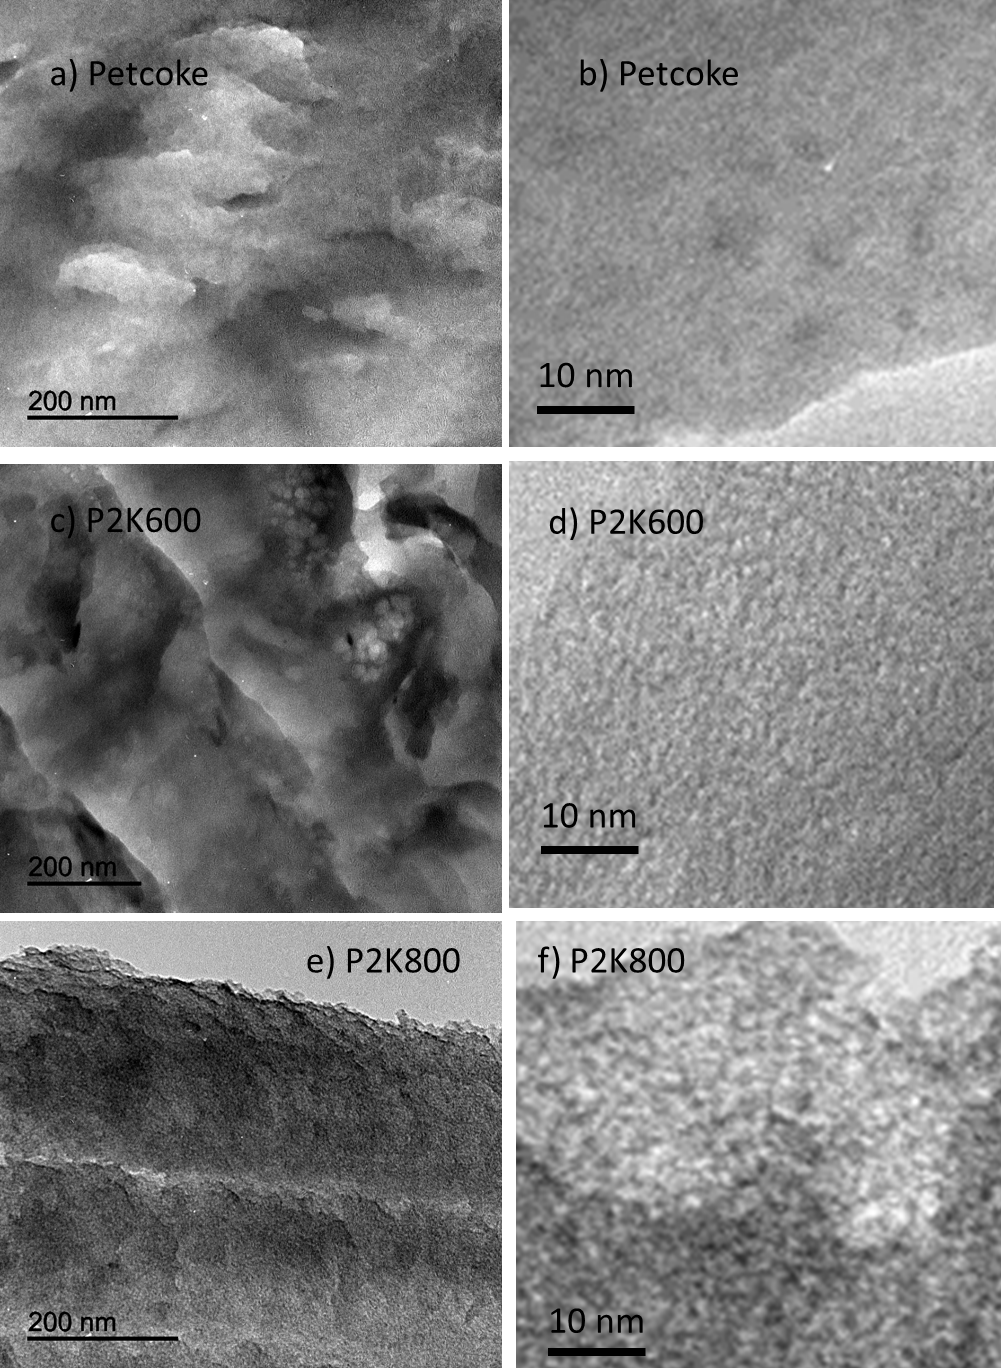 a) Petcoke
200 nm
b) Petcoke
10 nm
c) P2K600
200 nm
d) P2K600
10 nm
e) P2K800
200 nm
f) P2K800
10 nm